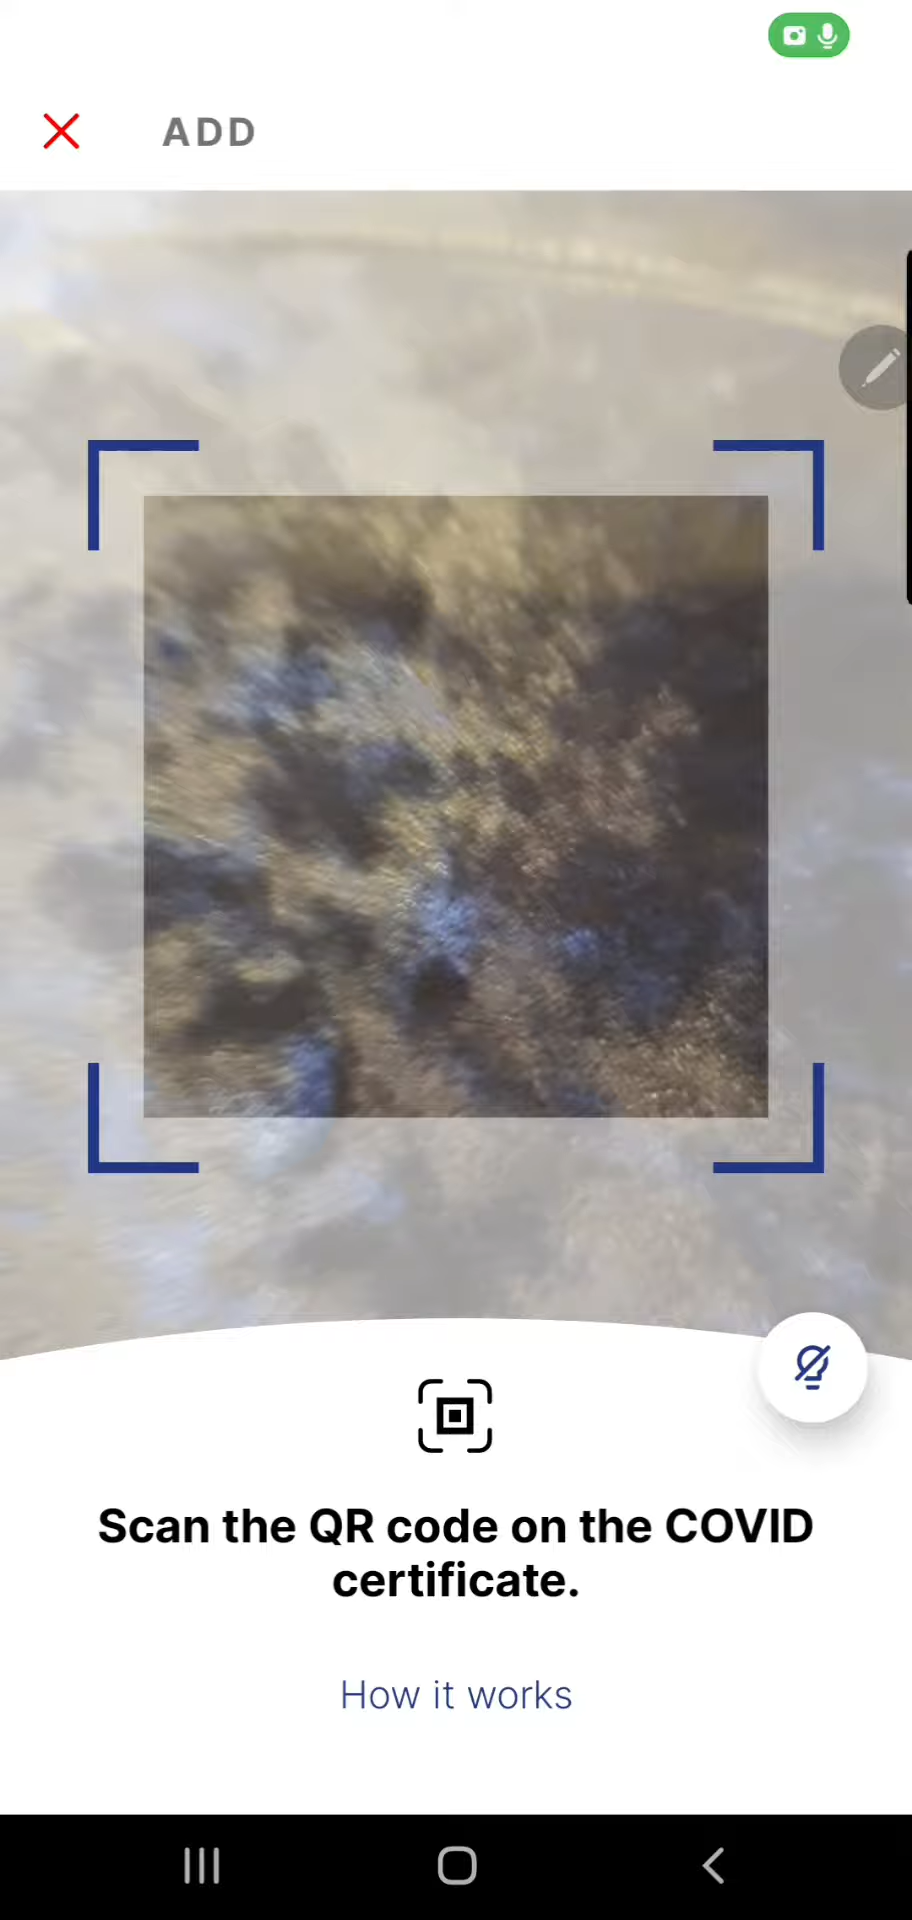 ADD
Scan the QR code on the COVID
certificate.
How it works